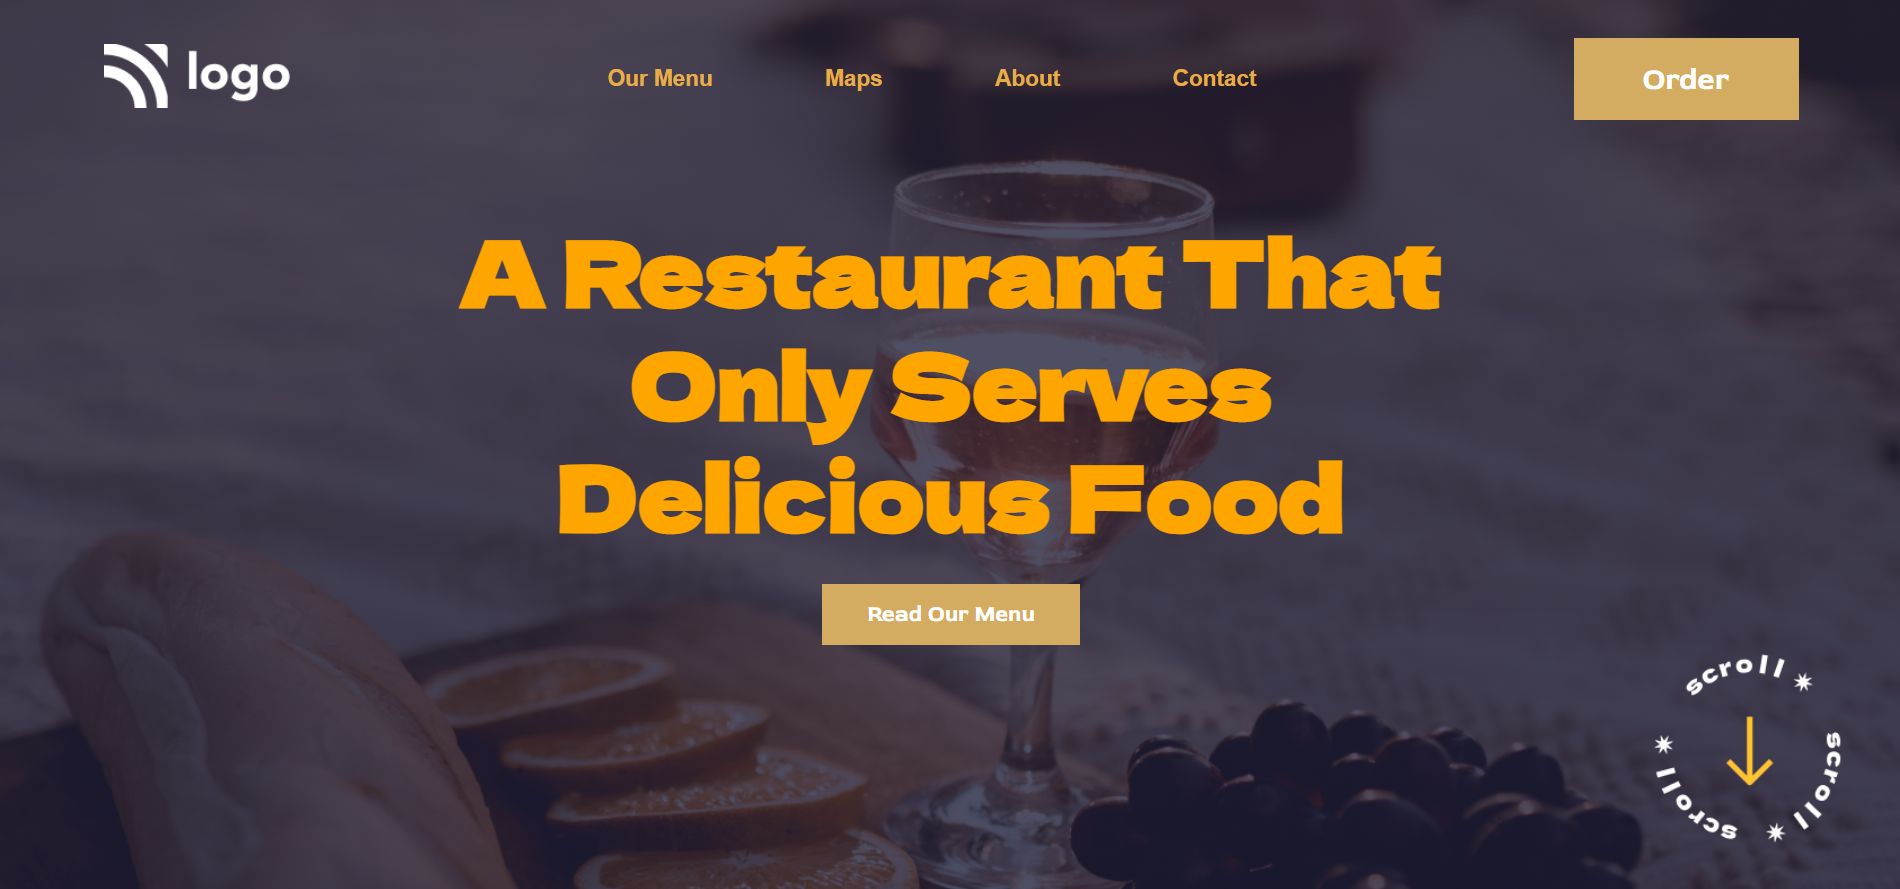 logo
Our Menu
Maps
About
Contact
Order
A Restaurant That
Only Serves
Delicious Food
Read Our Menu
scroll
scroll
scroll